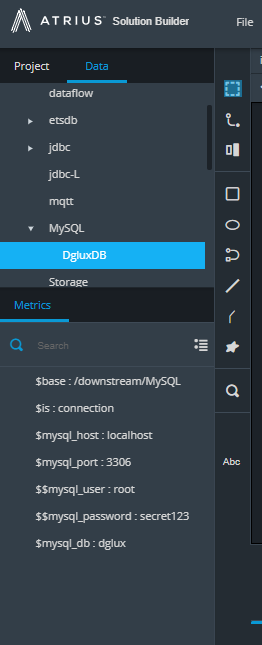 ATRIUS Solution Builder
File
Project
Data
dataflow
etsdb
jdbc
jdbc-L
mqtt
MySQL
DgluxDB
Storage
Metrics
Search
$base : /downstream/MySQL
$is : connection
$mysql_host : localhost
$mysql_port : 3306
$$mysql_user : root
$$mysql_password : secret123
$mysql_db : dglux
Abc